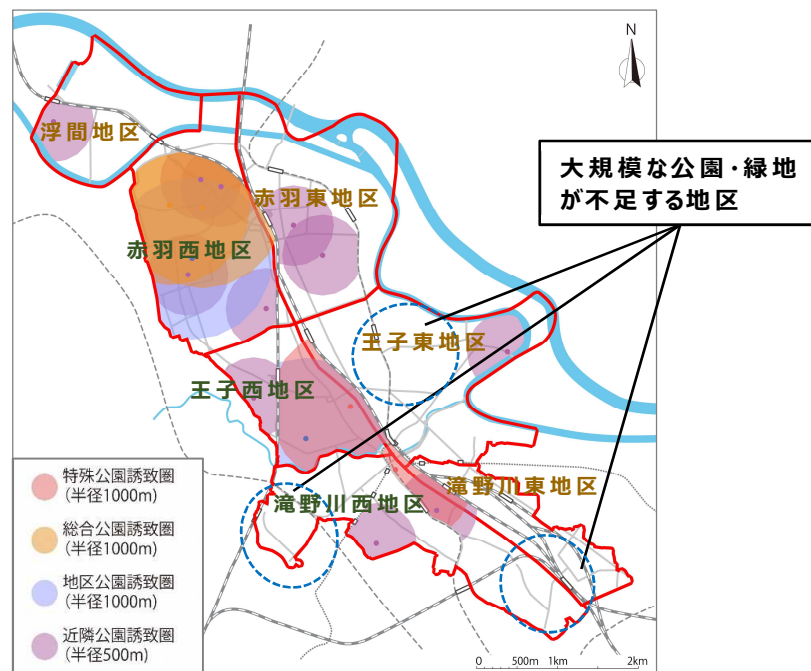 N
浮間地区
大規模な公園・緑地
が不足する地区
赤羽東地区
赤羽西地区
王子東地区
王子西地区
滝野川東地区
滝野川西地区
特殊公園誘致圏
（半径1000m）
総合公園誘致圏
（半径1000m）
地区公園誘致圏
（半径1000m）
近隣公園誘致圏
（半径500m）
0 500m 1km 2km